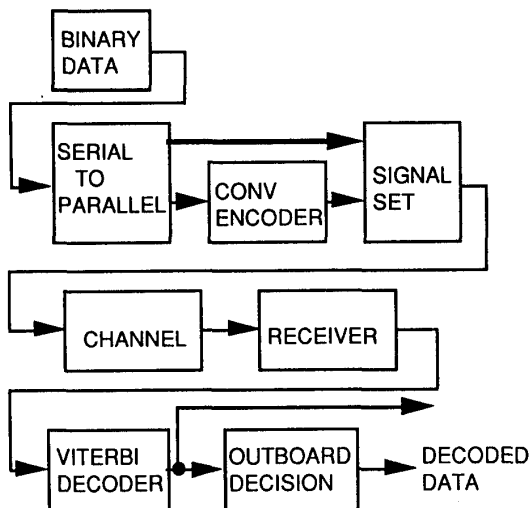 BINARY
DATA
SERIAL
TO
PARALLEL
CONV
ENCODER
SIGNAL
SET
CHANNEL
RECEIVER
VITERBI
DECODER
OUTBOARD
DECISION
DECODED
DATA